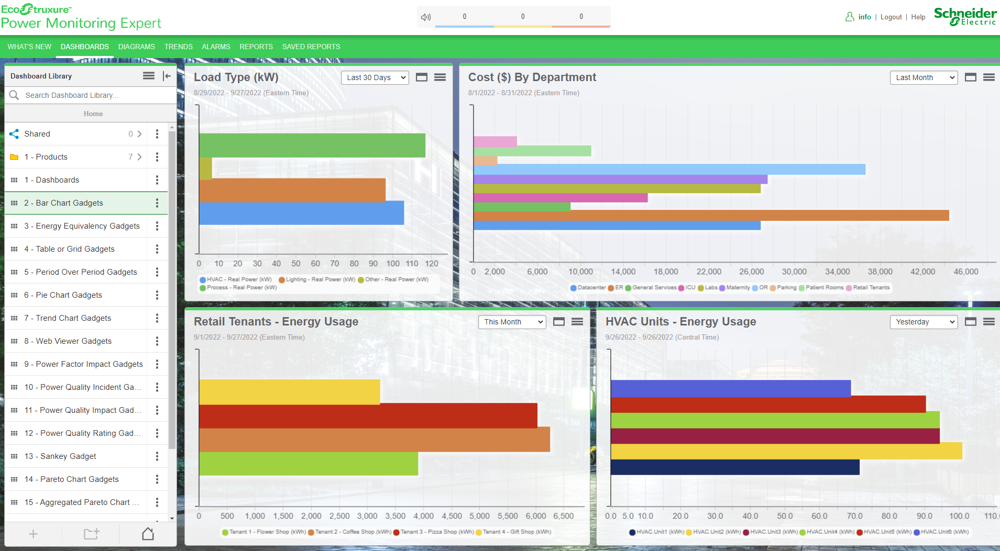 EcoStruxure™
Power Monitoring Expert
0 0 0
info | Logout | Help
Schneider
Electric
WHAT'S NEW DASHBOARDS DIAGRAMS TRENDS ALARMS REPORTS SAVED REPORTS
Dashboard Library
Search Dashboard Library...
Home
Shared 0
1 - Products 7
1 - Dashboards
2 - Bar Chart Gadgets
3 - Energy Equivalency Gadgets
4 - Table or Grid Gadgets
5 - Period Over Period Gadgets
6 - Pie Chart Gadgets
7 - Trend Chart Gadgets
8 - Web Viewer Gadgets
9 - Power Factor Impact Gadgets
10 - Power Quality Incident Ga...
11 - Power Quality Impact Gad...
12 - Power Quality Rating Gad...
13 - Sankey Gadget
14 - Pareto Chart Gadgets
15 - Aggregated Pareto Chart ...
Load Type (kW) Last 30 Days
8/29/2022 - 9/27/2022 (Eastern Time)
0 10 20 30 40 50 60 70 80 90 100 110 120
HVAC - Real Power (kW) Lighting - Real Power (kW) Other - Real Power (kW)
Process - Real Power (kW)
Cost ($) By Department Last Month
8/1/2022 - 8/31/2022 (Eastern Time)
0 2,000 6,000 10,000 14,000 18,000 22,000 26,000 30,000 34,000 38,000 42,000 46,000
Datacenter ER General Services ICU Labs Maternity OR Parking Patient Rooms Retail Tenants
Retail Tenants - Energy Usage This Month
9/1/2022 - 9/27/2022 (Eastern Time)
0 500 1,000 1,500 2,000 2,500 3,000 3,500 4,000 4,500 5,000 5,500 6,000 6,500
Tenant 1 - Flower Shop (kWh) Tenant 2 - Coffee Shop (kWh) Tenant 3 - Pizza Shop (kWh) Tenant 4 - Gift Shop (kWh)
HVAC Units - Energy Usage Yesterday
9/26/2022 - 9/26/2022 (Central Time)
0.0 5.0 10.0 20.0 30.0 40.0 50.0 60.0 70.0 80.0 90.0 100.0 110.
HVAC.Unit1 (kWh) HVAC.Unit2 (kWh) HVAC.Unit3 (kWh) HVAC.Unit4 (kWh) HVAC.Unit5 (kWh) HVAC.Unit6 (kWh)